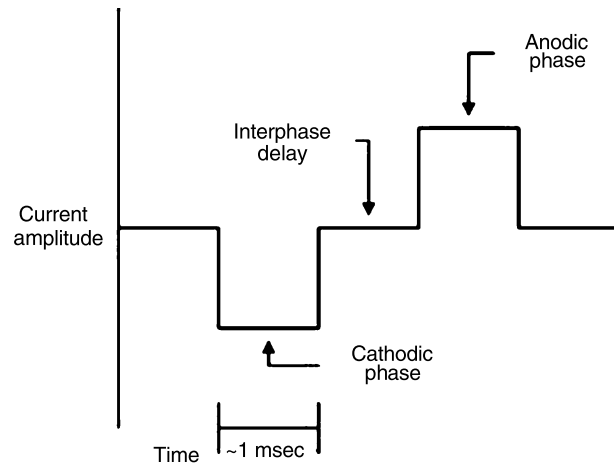 Anodic
phase
Interphase
delay
Current
amplitude
Cathodic
phase
Time
~1 msec